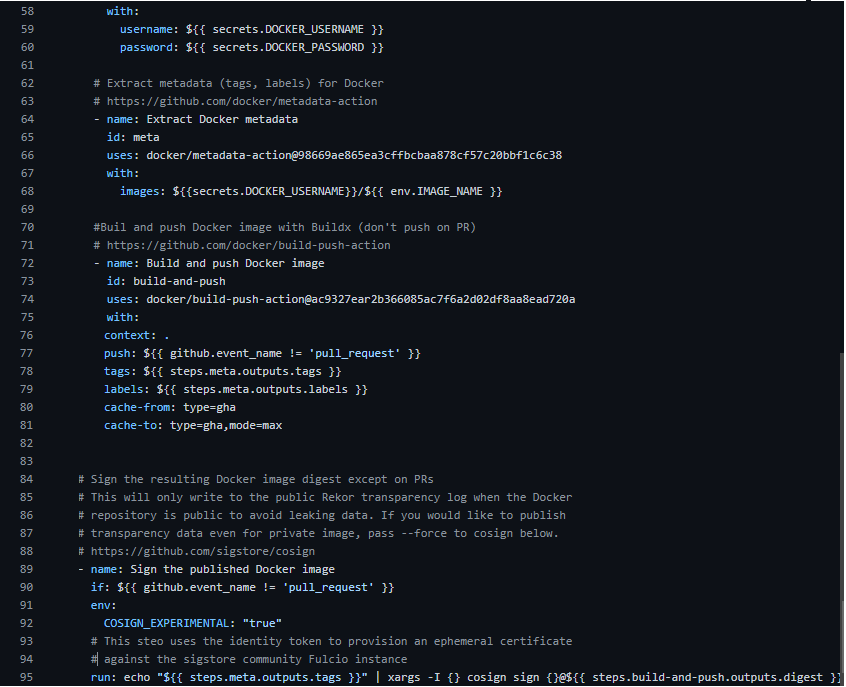 58 with:
59 username: ${{ secrets.DOCKER_USERNAME }}
60 password: ${{ secrets.DOCKER_PASSWORD }}
61
62 # Extract metadata (tags, labels) for Docker
63 # https://github.com/docker/metadata-action
64 - name: Extract Docker metadata
65 id: meta
66 uses: docker/metadata-action@98669ae865ea3cffbcbaa878cf57c20bbf1c6c38
67 with:
68 images: ${{secrets.DOCKER_USERNAME}}/${{ env.IMAGE_NAME }}
69
70 #Buil and push Docker image with Buildx (don't push on PR)
71 # https://github.com/docker/build-push-action
72 - name: Build and push Docker image
73 id: build-and-push
74 uses: docker/build-push-action@ac9327ear2b366085ac7f6a2d02df8aa8ead720a
75 with:
76 context: .
77 push: ${{ github.event_name != 'pull_request' }}
78 tags: ${{ steps.meta.outputs.tags }}
79 labels: ${{ steps.meta.outputs.labels }}
80 cache-from: type=gha
81 cache-to: type=gha,mode=max
82
83
84 # Sign the resulting Docker image digest except on PRs
85 # This will only write to the public Rekor transparency log when the Docker
86 # repository is public to avoid leaking data. If you would like to publish
87 # transparency data even for private image, pass --force to cosign below.
88 # https://github.com/sigstore/cosign
89 - name: Sign the published Docker image
90 if: ${{ github.event_name != 'pull_request' }}
91 env:
92 COSIGN_EXPERIMENTAL: "true"
93 # This steo uses the identity token to provision an ephemeral certificate
94 # against the sigstore community Fulcio instance
95 run: echo "${{ steps.meta.outputs.tags }}" | xargs -I {} cosign sign {}@${{ steps.build-and-push.outputs.digest }}